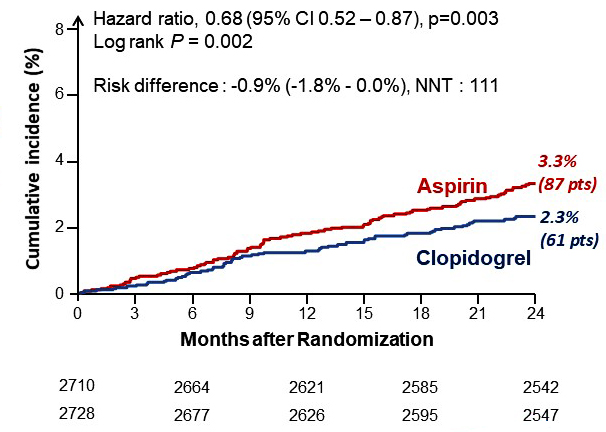 Hazard ratio, 0.68 (95% CI 0.52 – 0.87), p=0.003
Log rank P = 0.002
Risk difference : -0.9% (-1.8% - 0.0%), NNT : 111
Cumulative incidence (%)
8
6
4
2
0
3.3%
(87 pts)
Aspirin
2.3%
(61 pts)
Clopidogrel
0 3 6 9 12 15 18 21 24
Months after Randomization
2710 2664 2621 2585 2542
2728 2677 2626 2595 2547